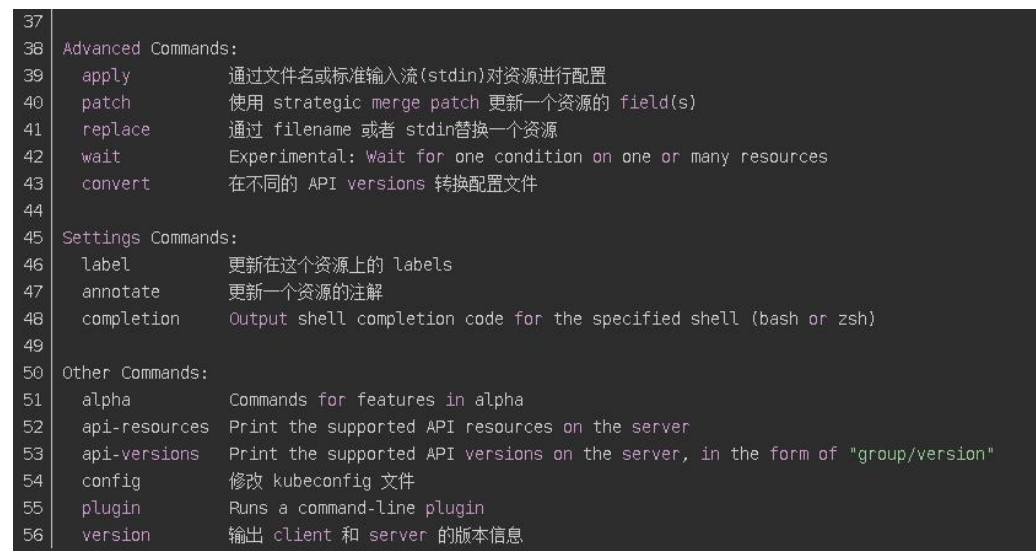 37
38 Advanced Commands:
39 apply 通过文件名或标准输入流(stdin)对资源进行配置
40 patch 使用 strategic merge patch 更新一个资源的 field(s)
41 replace 通过 filename 或者 stdin替换一个资源
42 wait Experimental: Wait for one condition on one or many resources
43 convert 在不同的 API versions 转换配置文件
44
45 Settings Commands:
46 label 更新在这个资源上的 labels
47 annotate 更新一个资源的注解
48 completion Output shell completion code for the specified shell (bash or zsh)
49
50 Other Commands:
51 alpha Commands for features in alpha
52 api-resources Print the supported API resources on the server
53 api-versions Print the supported API versions on the server, in the form of "group/version"
54 config 修改 kubeconfig 文件
55 plugin Runs a command-line plugin
56 version 输出 client 和 server 的版本信息